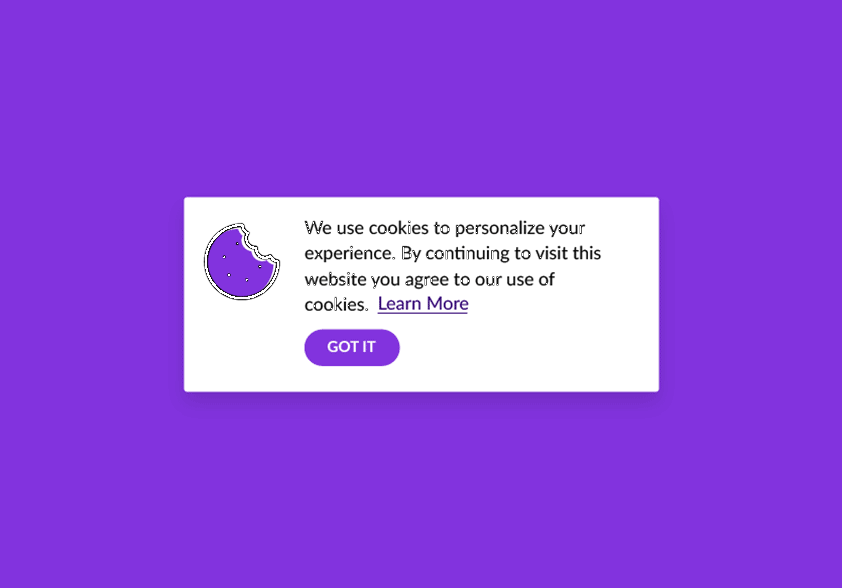 We use cookies to personalize your
experience. By continuing to visit this
website you agree to our use of
cookies. Learn More
GOT IT